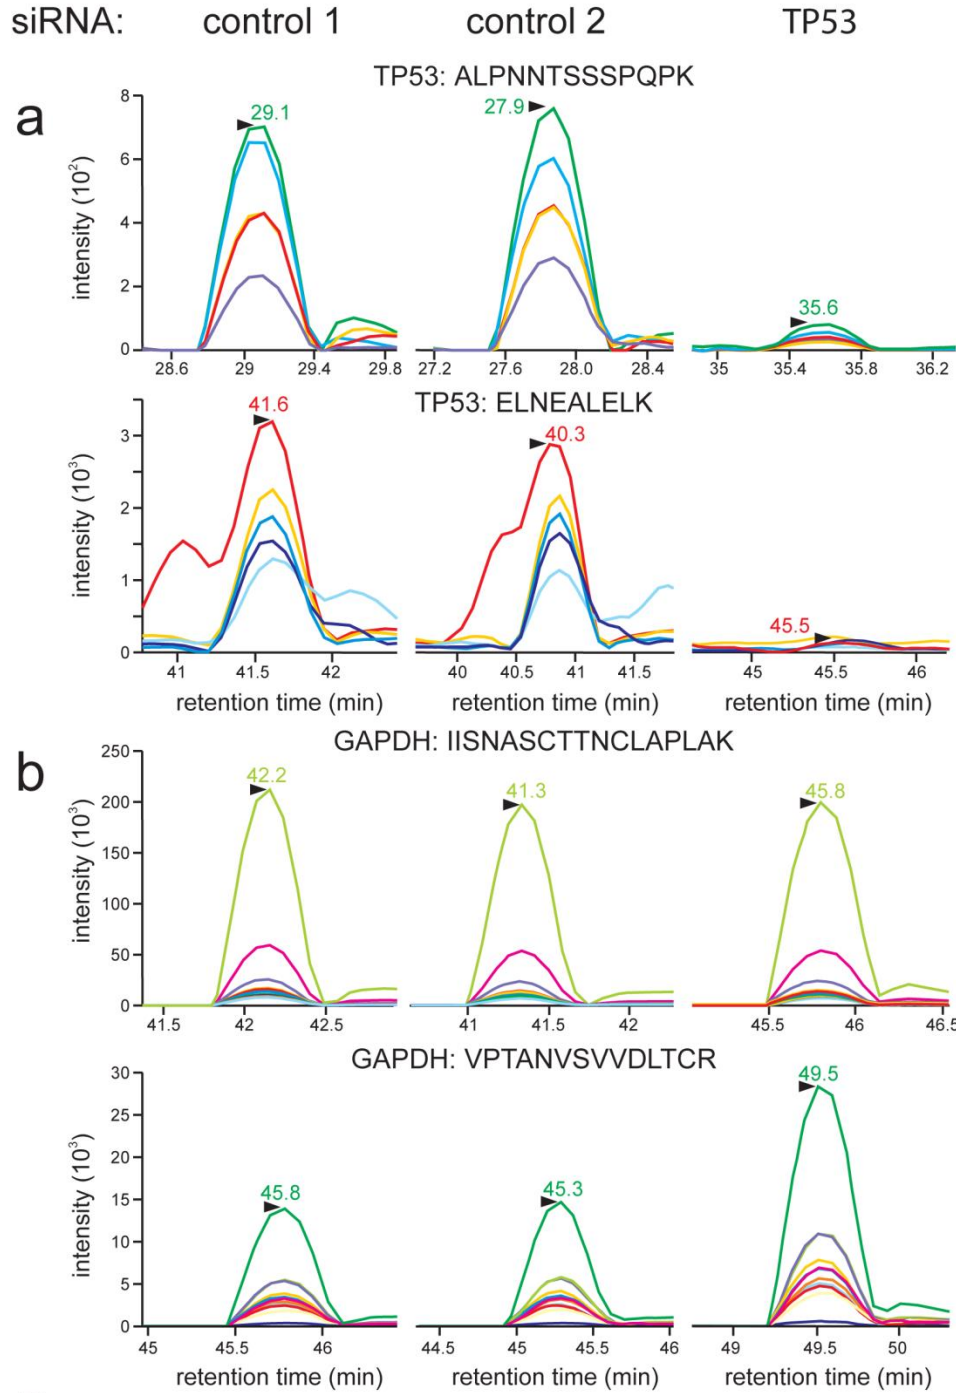 siRNA: control 1 control 2 TP53
a
TP53: ALPNNTSSSPQPK
intensity (10²)
8
6
4
2
0
29.1
28.6 29 29.4 29.8
27.9
27.2 27.6 28.0 28.4
35.6
35 35.4 35.8 36.2
TP53: ELNEALELK
intensity (10³)
3
2
1
0
41.6
41 41.5 42
40.3
40 40.5 41 41.5
45.5
45 45.5 46
retention time (min) retention time (min) retention time (min)
b
GAPDH: IISNASCTTNCLAPLAK
intensity (10³)
250
200
150
100
50
0
42.2
41.5 42 42.5
41.3
41 41.5 42
45.8
45.5 46 46.5
GAPDH: VPTANVSVVDLTCR
intensity (10³)
30
25
20
15
10
5
0
45.8
45 45.5 46
45.3
44.5 45 45.5 46
49.5
49 49.5 50
retention time (min) retention time (min) retention time (min)